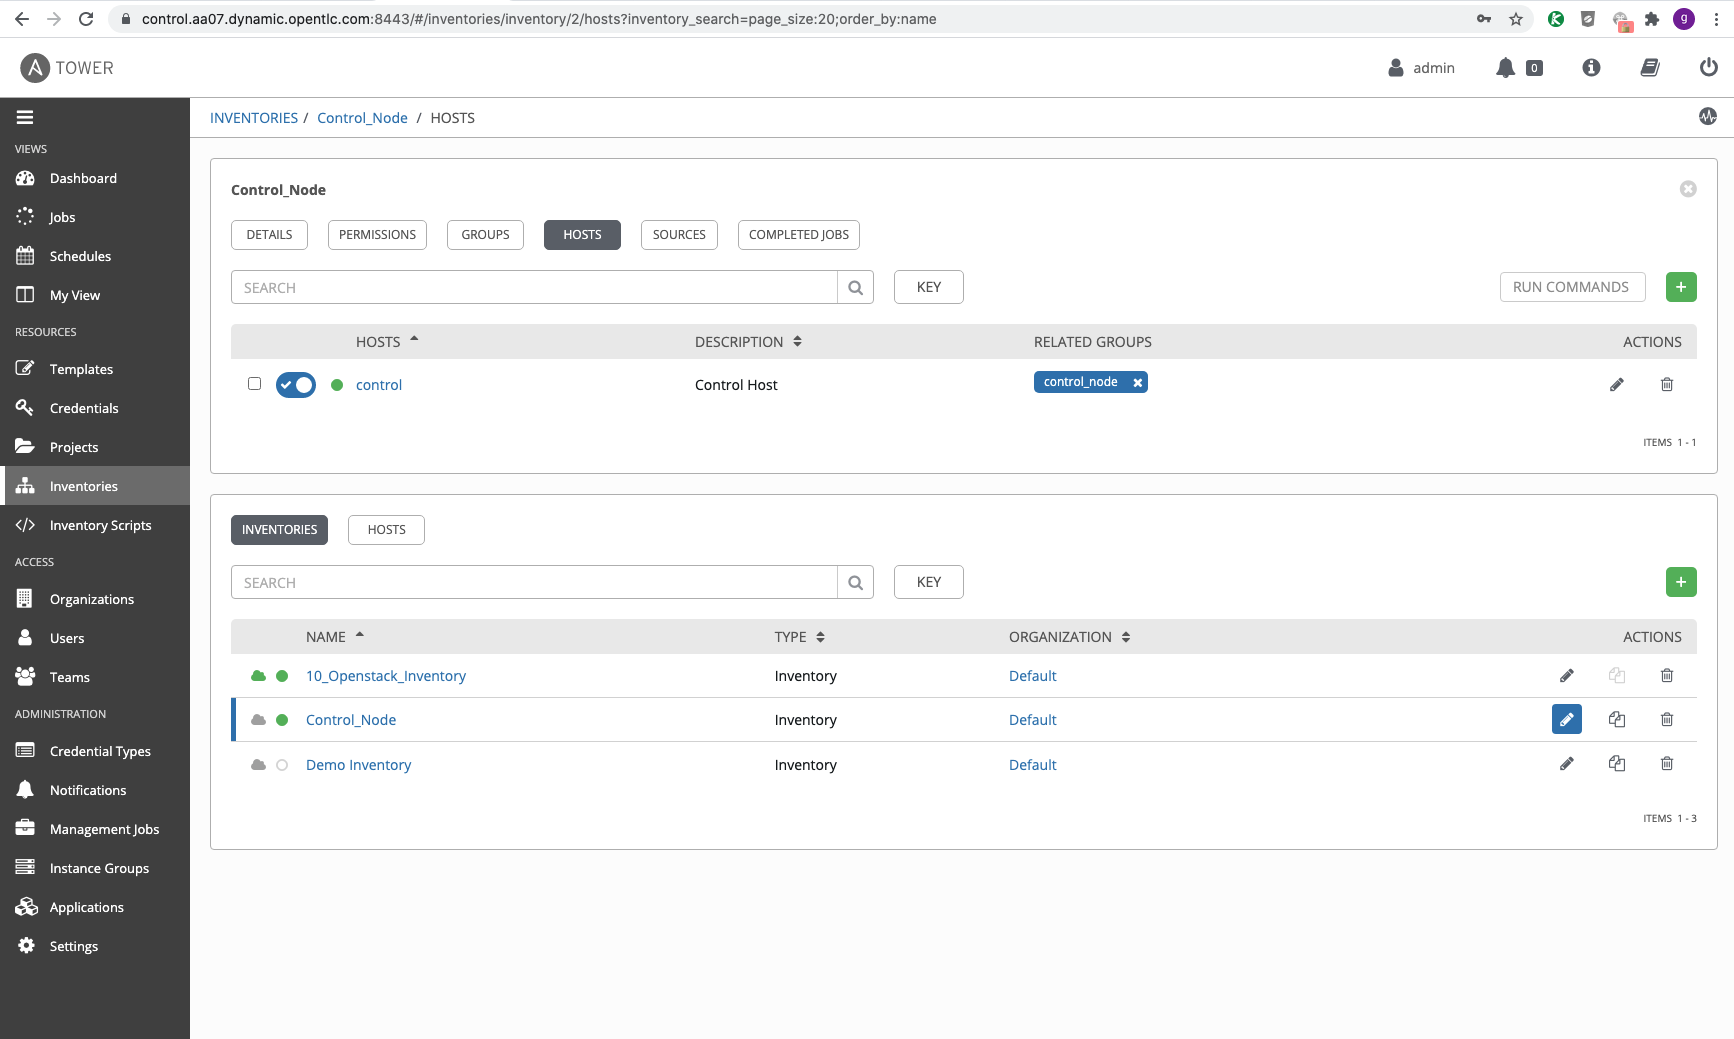 control.aa07.dynamic.opentlc.com:8443/#/inventories/inventory/2/hosts?inventory_search=page_size:20;order_by:name
g
A TOWER
admin
0
INVENTORIES / Control_Node / HOSTS
VIEWS
Dashboard
Jobs
Schedules
My View
RESOURCES
Templates
Credentials
Projects
Inventories
Inventory Scripts
ACCESS
Organizations
Users
Teams
ADMINISTRATION
Credential Types
Notifications
Management Jobs
Instance Groups
Applications
Settings
Control_Node
DETAILS PERMISSIONS GROUPS HOSTS SOURCES COMPLETED JOBS
SEARCH KEY RUN COMMANDS +
HOSTS DESCRIPTION RELATED GROUPS ACTIONS
control Control Host control_node
ITEMS 1 - 1
INVENTORIES HOSTS
SEARCH KEY +
NAME TYPE ORGANIZATION ACTIONS
10_Openstack_Inventory Inventory Default
Control_Node Inventory Default
Demo Inventory Inventory Default
ITEMS 1 - 3